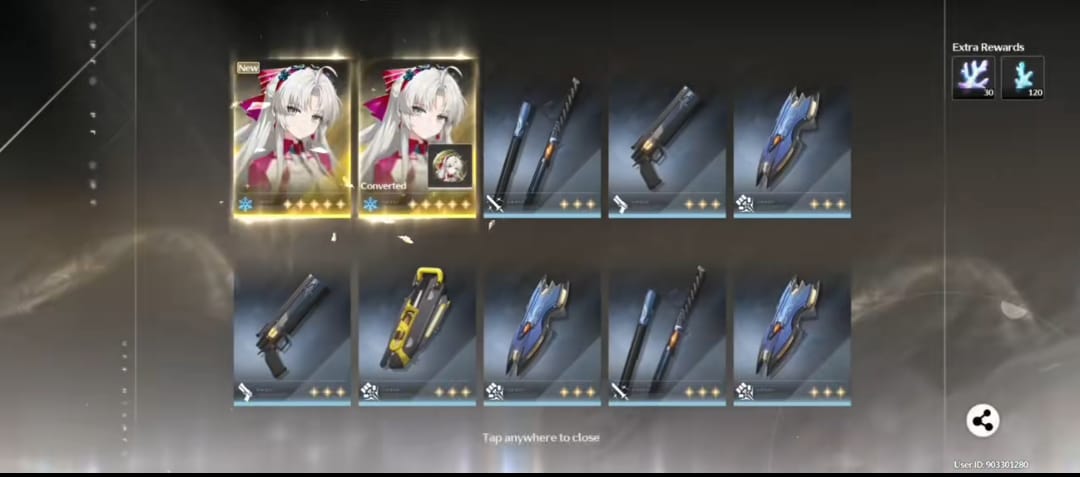 Extra Rewards
30
120
New
Converted
Tap anywhere to close
User ID: 903301280